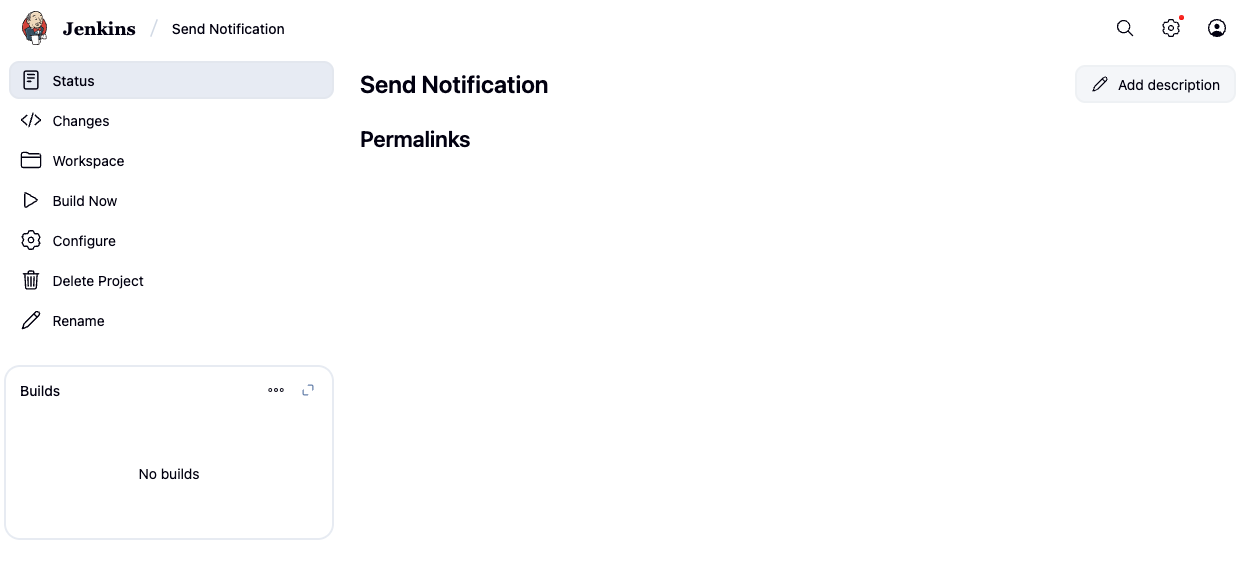 Jenkins / Send Notification
Status
Changes
Workspace
Build Now
Configure
Delete Project
Rename
Builds
No builds
Send Notification
Add description
Permalinks